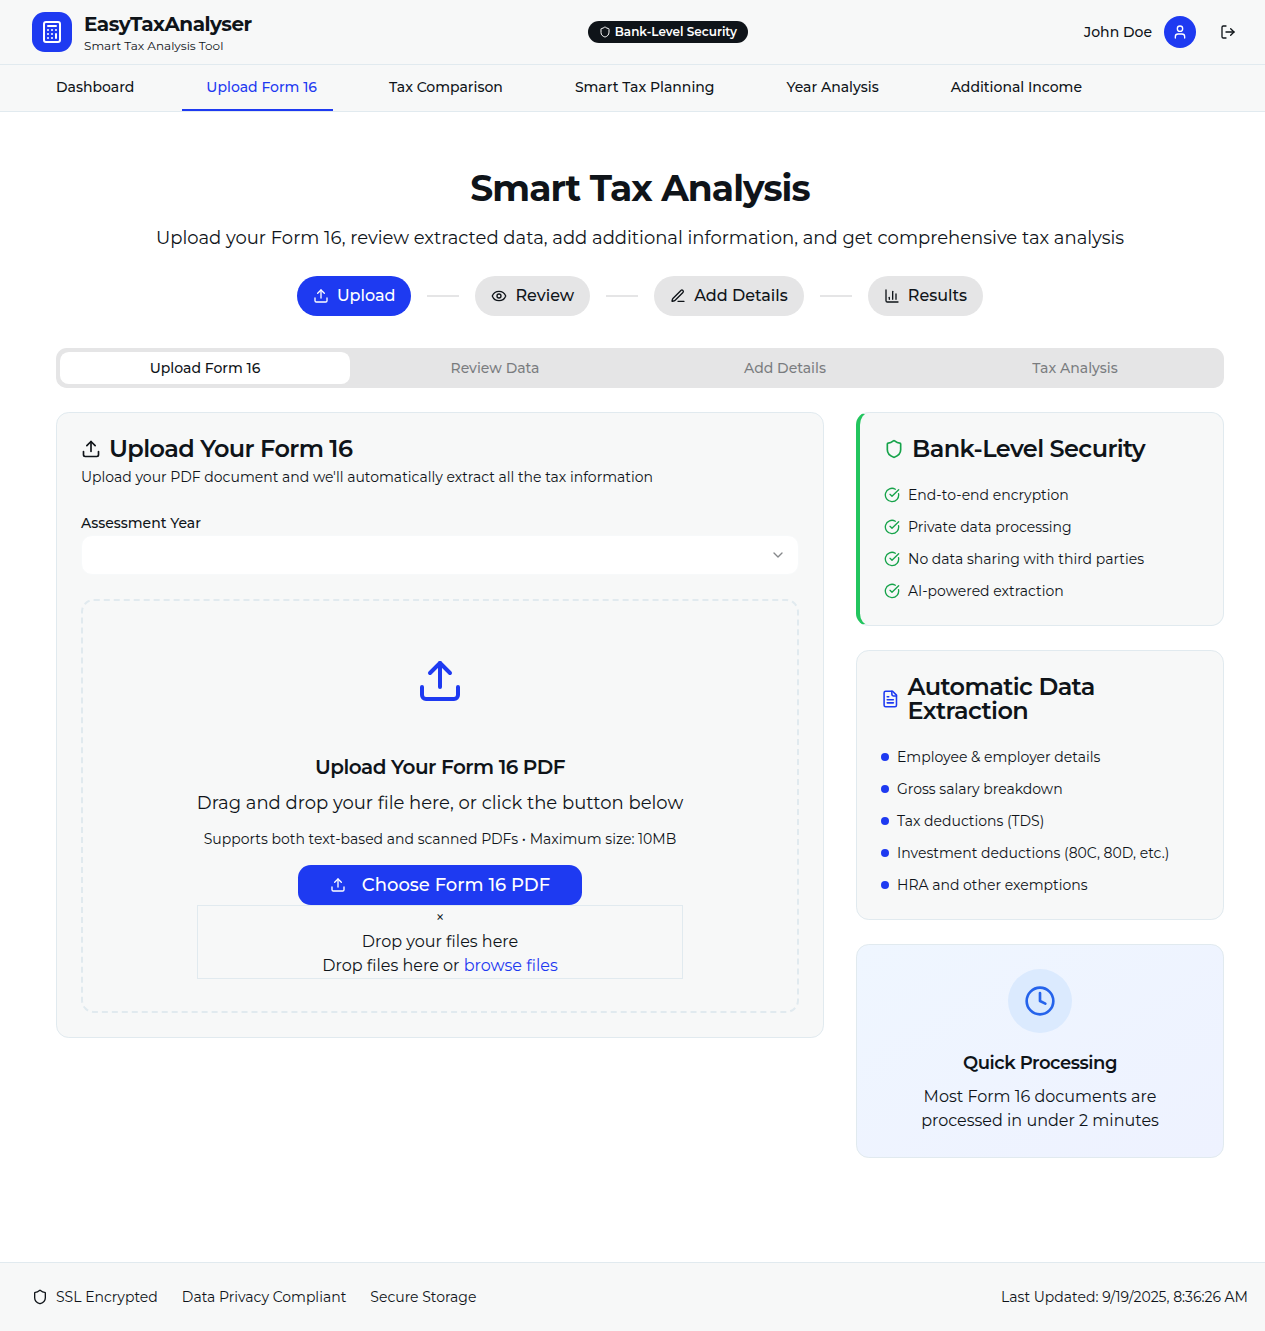 EasyTaxAnalyser
Smart Tax Analysis Tool
Bank-Level Security
John Doe
Dashboard
Upload Form 16
Tax Comparison
Smart Tax Planning
Year Analysis
Additional Income
Smart Tax Analysis
Upload your Form 16, review extracted data, add additional information, and get comprehensive tax analysis
Upload
Review
Add Details
Results
Upload Form 16
Review Data
Add Details
Tax Analysis
Upload Your Form 16
Upload your PDF document and we'll automatically extract all the tax information
Assessment Year
Upload Your Form 16 PDF
Drag and drop your file here, or click the button below
Supports both text-based and scanned PDFs • Maximum size: 10MB
Choose Form 16 PDF
×
Drop your files here
Drop files here or browse files
Bank-Level Security
End-to-end encryption
Private data processing
No data sharing with third parties
AI-powered extraction
Automatic Data
Extraction
Employee & employer details
Gross salary breakdown
Tax deductions (TDS)
Investment deductions (80C, 80D, etc.)
HRA and other exemptions
Quick Processing
Most Form 16 documents are
processed in under 2 minutes
SSL Encrypted
Data Privacy Compliant
Secure Storage
Last Updated: 9/19/2025, 8:36:26 AM